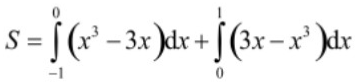 S = ∫_{-1}^{0} (x³ – 3x)dx + ∫_{0}^{1} (3x – x³)dx